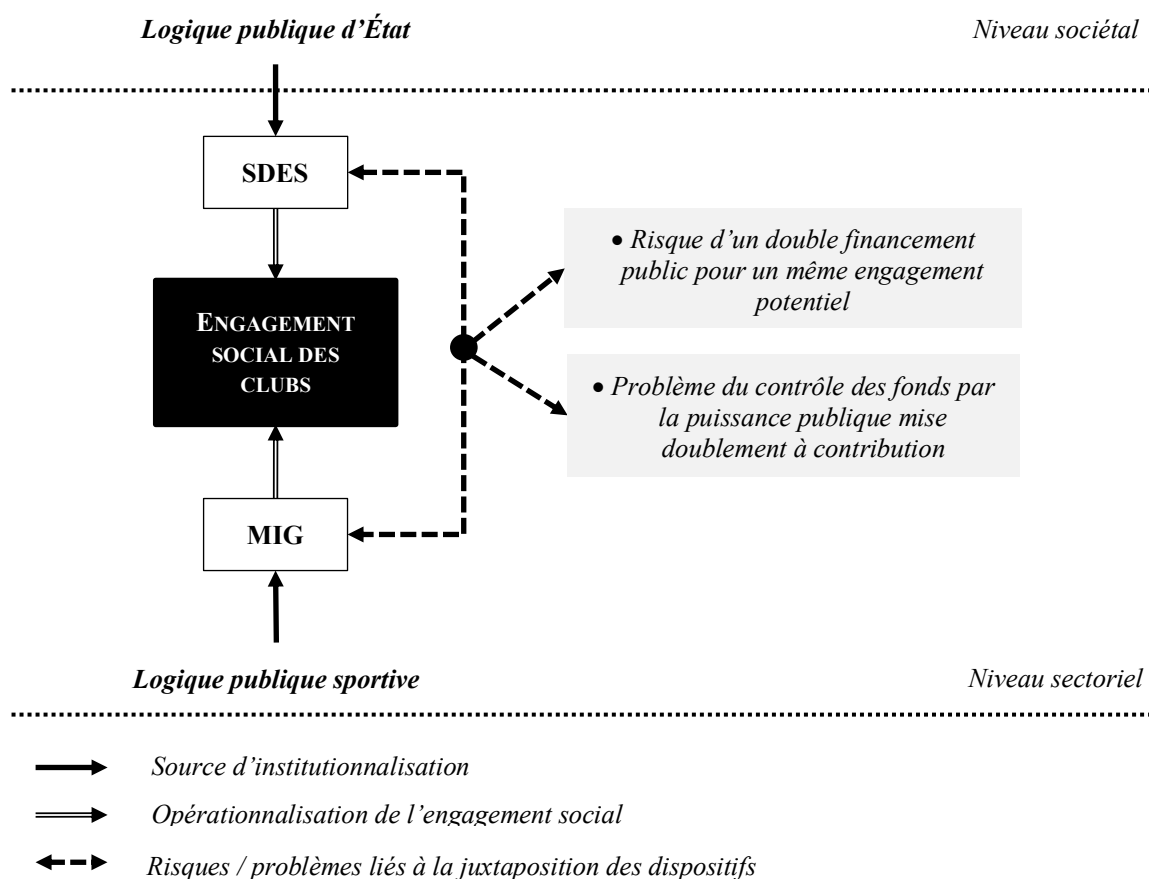 Logique publique d’État
Niveau sociétal
SDES
• Risque d’un double financement
public pour un même engagement
potentiel
ENGAGEMENT
SOCIAL DES
CLUBS
• Problème du contrôle des fonds par
la puissance publique mise
doublement à contribution
MIG
Logique publique sportive
Niveau sectoriel
Source d’institutionnalisation
Opérationnalisation de l’engagement social
Risques / problèmes liés à la juxtaposition des dispositifs